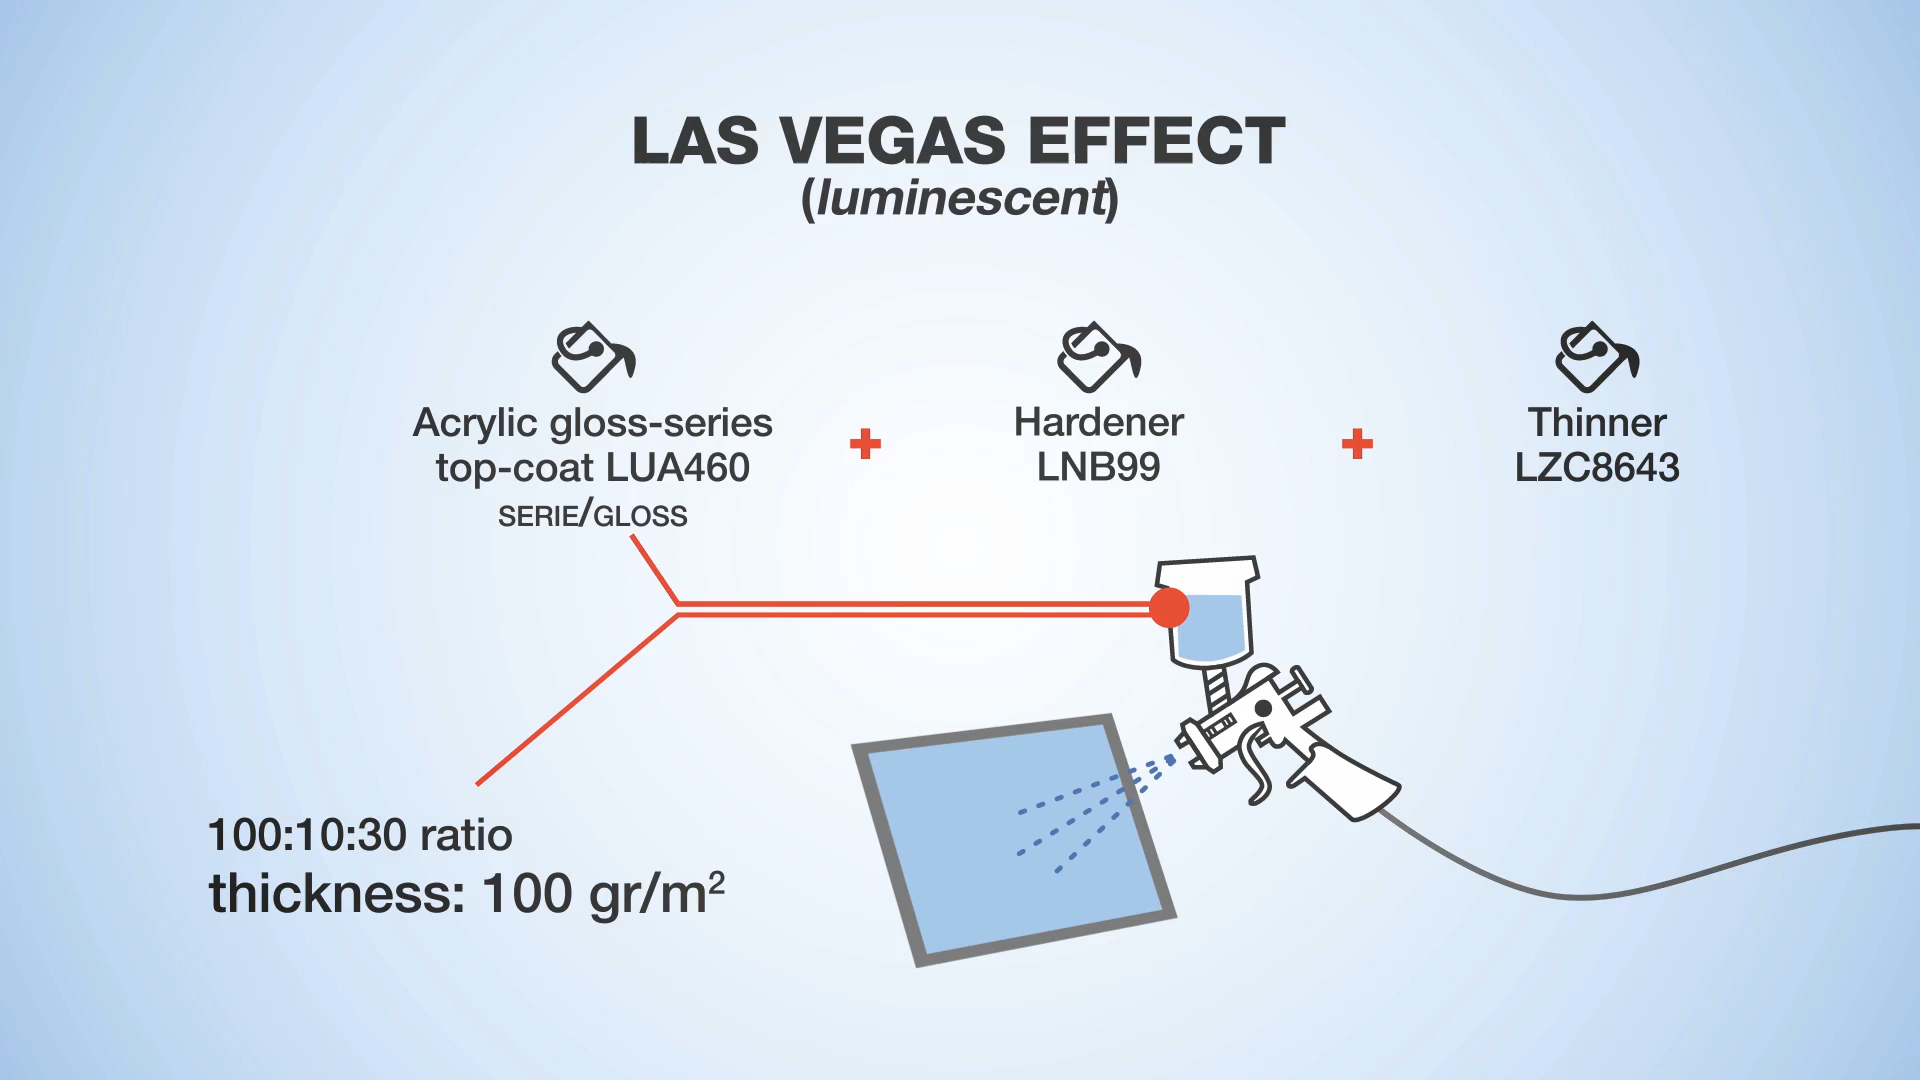 LAS VEGAS EFFECT
(luminescent)
Acrylic gloss-series
top-coat LUA460
SERIE/GLOSS
+
Hardener
LNB99
+
Thinner
LZC8643
100:10:30 ratio
thickness: 100 gr/m²